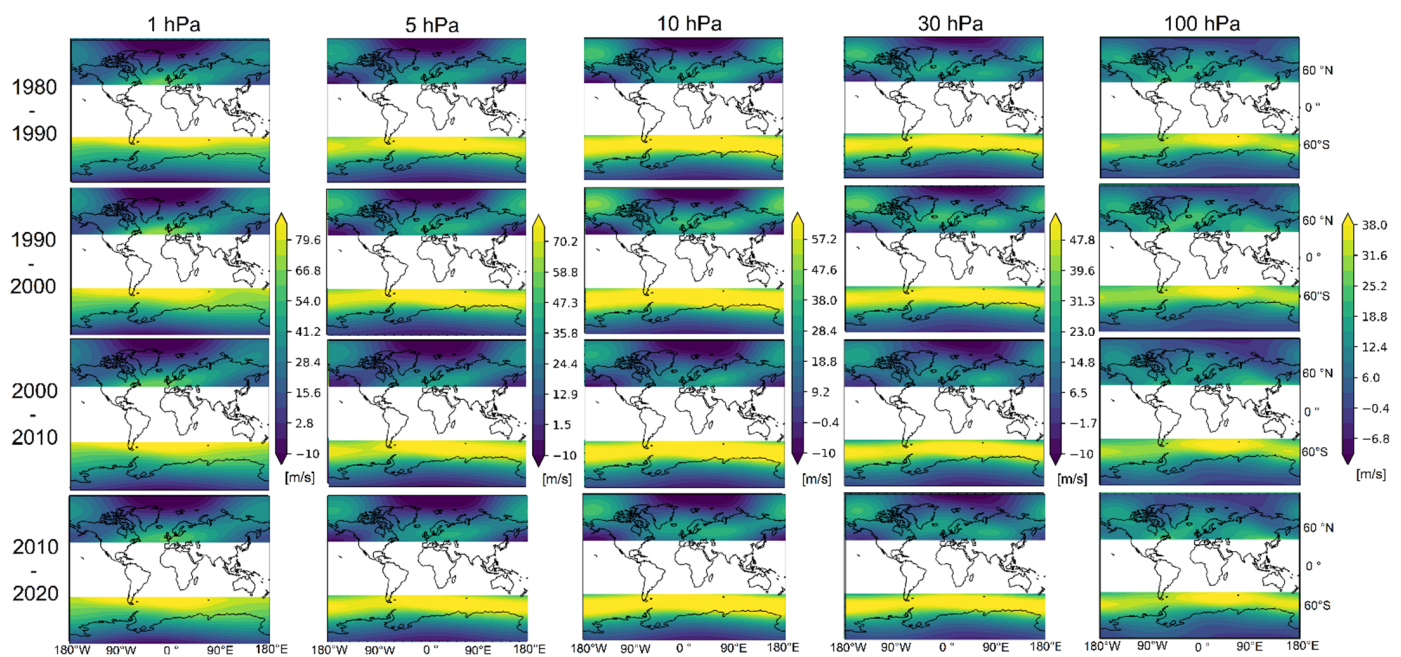 1 hPa 5 hPa 10 hPa 30 hPa 100 hPa
1980
-
1990
60 °N
0 °
60°S
1990
-
2000
60 °N
0 °
60°S
79.6
66.8
54.0
41.2
28.4
15.6
2.8
−10
[m/s]
70.2
58.8
47.3
35.8
24.4
12.9
1.5
−10
[m/s]
57.2
47.6
38.0
28.4
18.8
9.2
−0.4
−10
[m/s]
47.8
39.6
31.3
23.0
14.8
6.5
−1.7
−10
[m/s]
38.0
31.6
25.2
18.8
12.4
6.0
−0.4
−6.8
[m/s]
2000
-
2010
60 °N
0 °
60°S
2010
-
2020
60 °N
0 °
60°S
180°W 90°W 0 ° 90°E 180°E
180°W 90°W 0 ° 90°E 180°E
180°W 90°W 0 ° 90°E 180°E
180°W 90°W 0 ° 90°E 180°E
180°W 90°W 0 ° 90°E 180°E